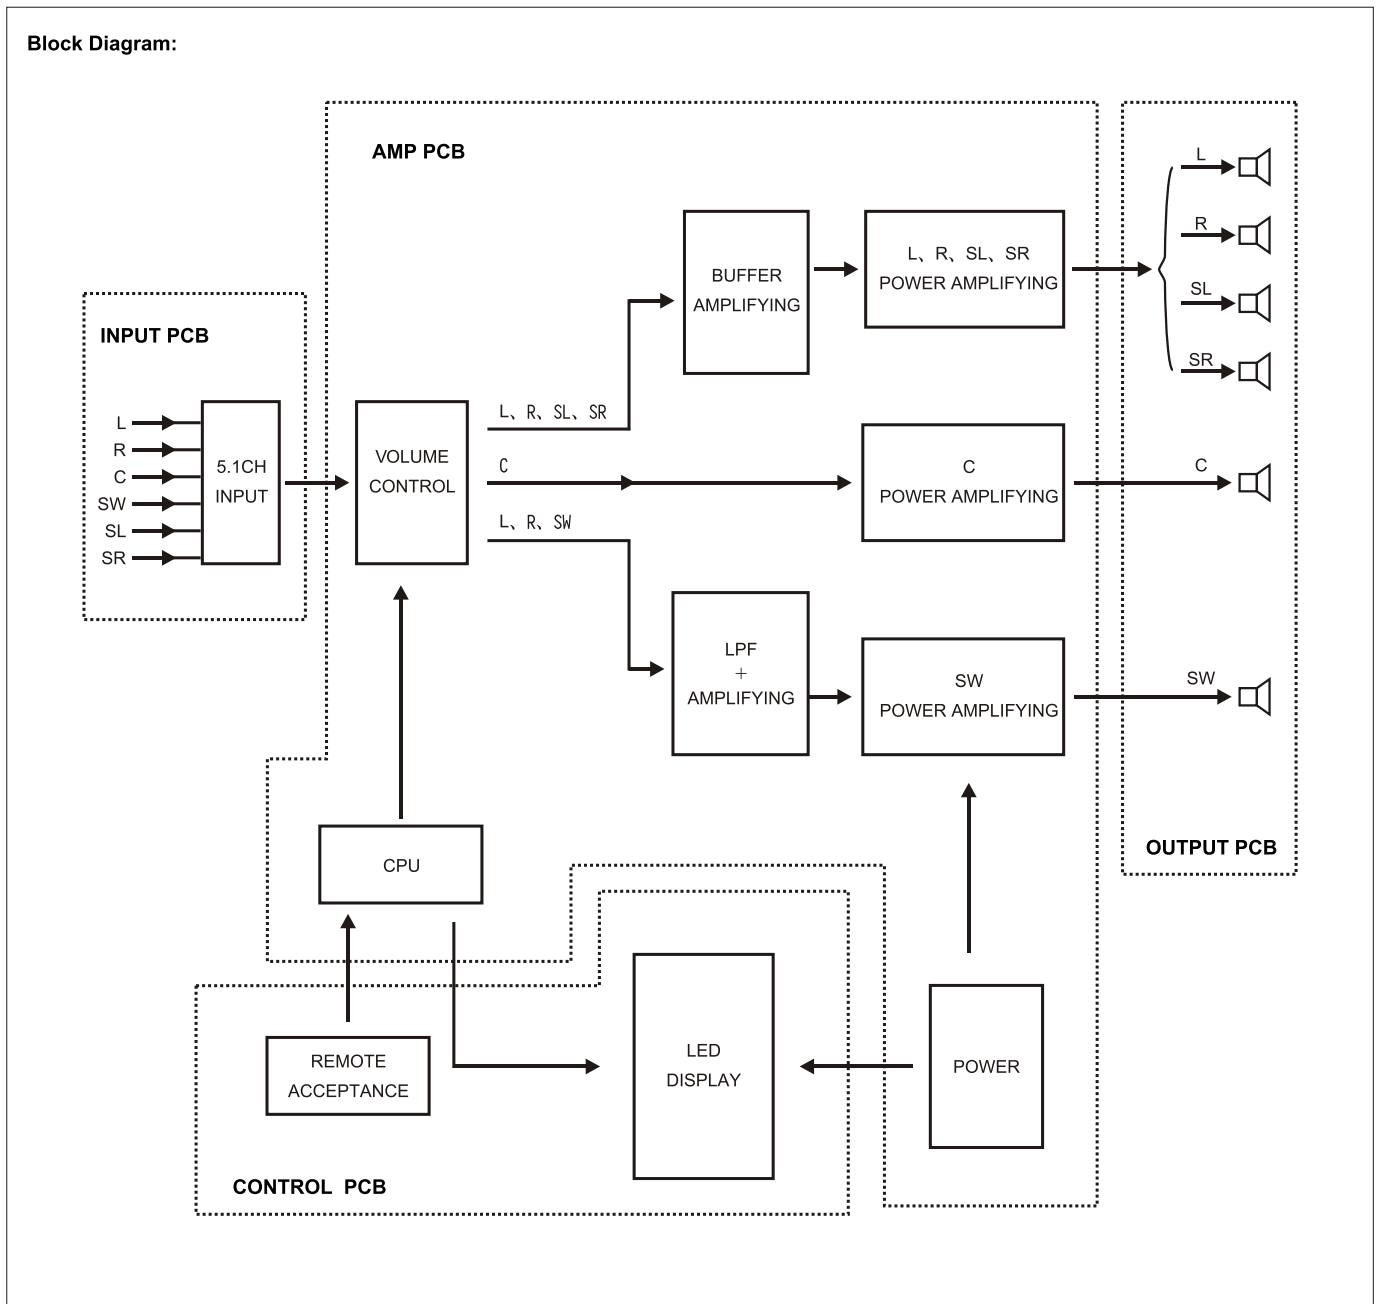 Block Diagram:
AMP PCB
INPUT PCB
L
R
C
SW
SL
SR
5.1CH
INPUT
VOLUME
CONTROL
L、R、SL、SR
C
L、R、SW
BUFFER
AMPLIFYING
L、R、SL、SR
POWER AMPLIFYING
C
POWER AMPLIFYING
LPF
+
AMPLIFYING
SW
POWER AMPLIFYING
L
R
SL
SR
C
SW
OUTPUT PCB
CPU
REMOTE
ACCEPTANCE
LED
DISPLAY
POWER
CONTROL PCB